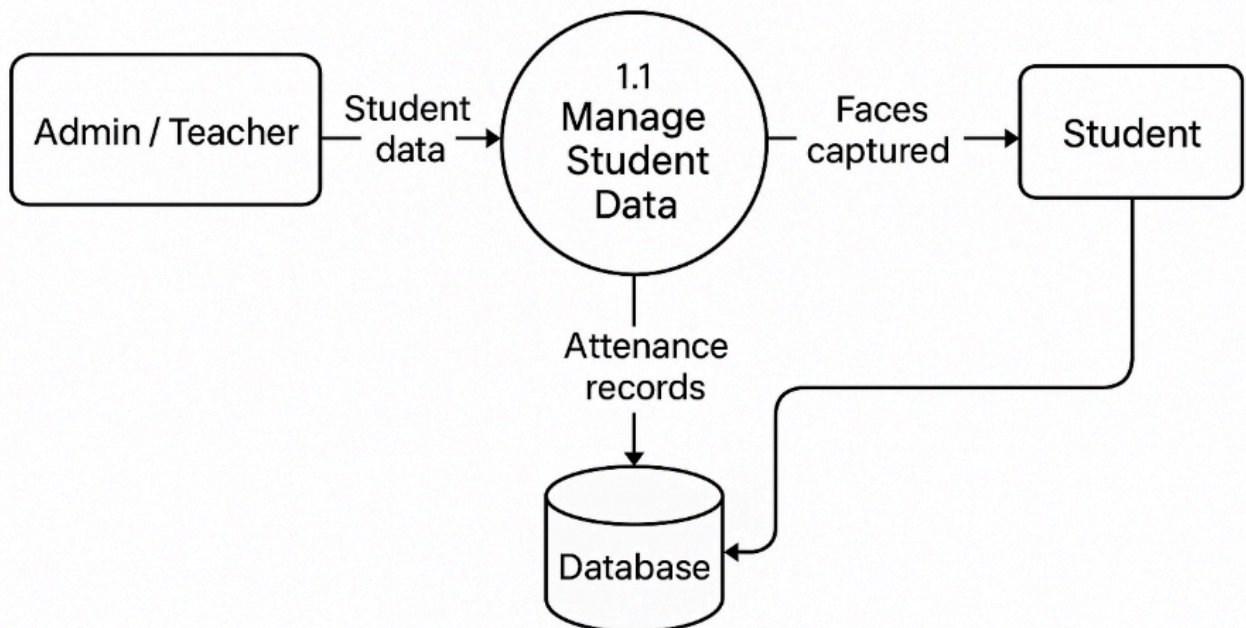 Admin / Teacher
Student
data
1.1
Manage
Student
Data
Faces
captured
Student
Attenance
records
Database